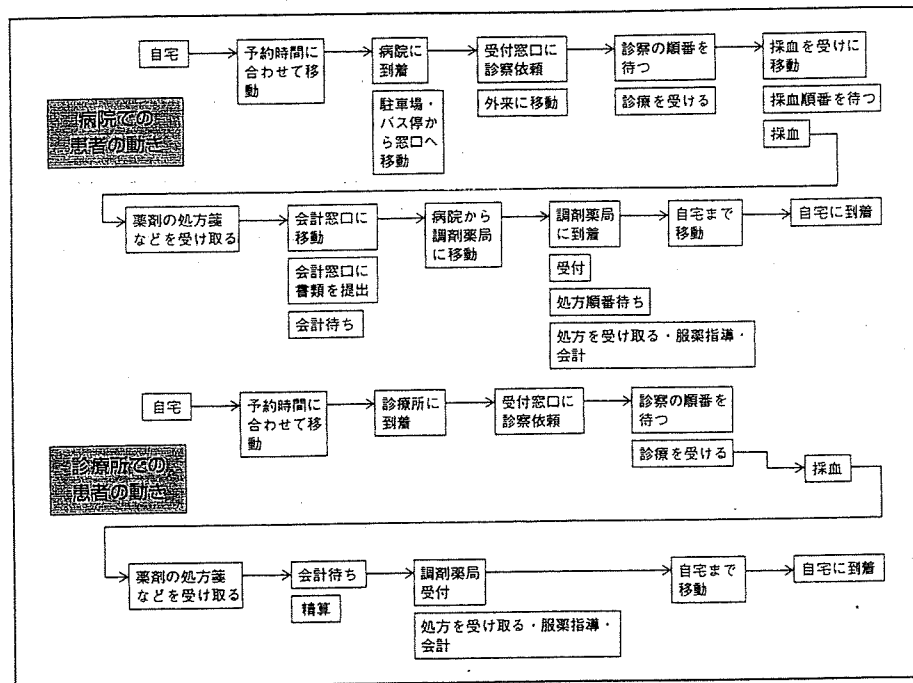 自宅
予約時間に
合わせて移
動
病院に
到着
駐車場・
バス停か
ら窓口へ
移動
受付窓口に
診察依頼
外来に移動
診察の順番を
待つ
診療を受ける
採血を受けに
移動
採血順番を待つ
採血
病院での
患者の動き
薬剤の処方箋
などを受け取る
会計窓口に
移動
会計窓口に
書類を提出
会計待ち
病院から
調剤薬局
に移動
調剤薬局
に到着
受付
処方順番待ち
処方を受け取る・服薬指導・
会計
自宅まで
移動
自宅に到着
自宅
予約時間に
合わせて移
動
診療所に
到着
受付窓口に
診察依頼
診察の順番を
待つ
診療を受ける
採血
診療所での
患者の動き
薬剤の処方箋
などを受け取る
会計待ち
精算
調剤薬局
受付
処方を受け取る・服薬指導・
会計
自宅まで
移動
自宅に到着